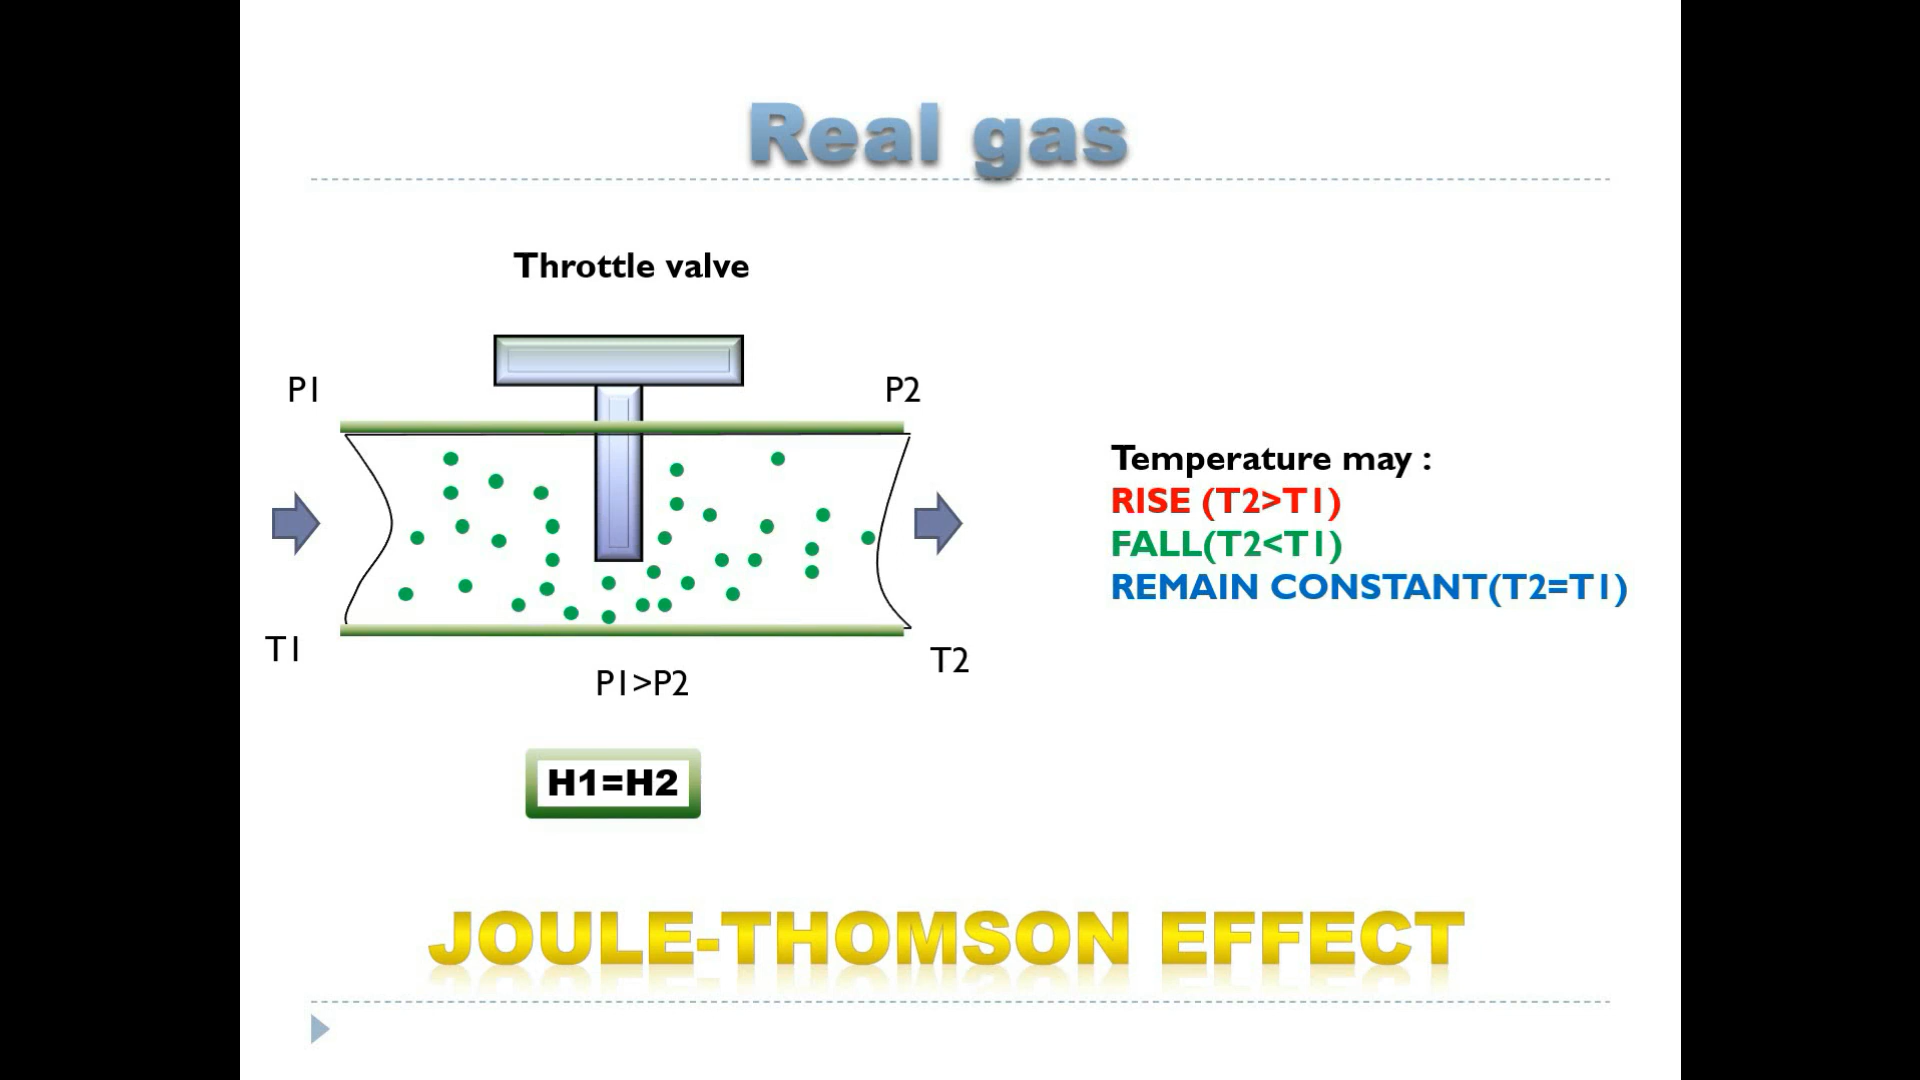 Real gas
Throttle valve
P1
P2
Temperature may :
RISE (T2>T1)
FALL(T2<T1)
REMAIN CONSTANT(T2=T1)
T1
T2
P1>P2
H1=H2
JOULE-THOMSON EFFECT